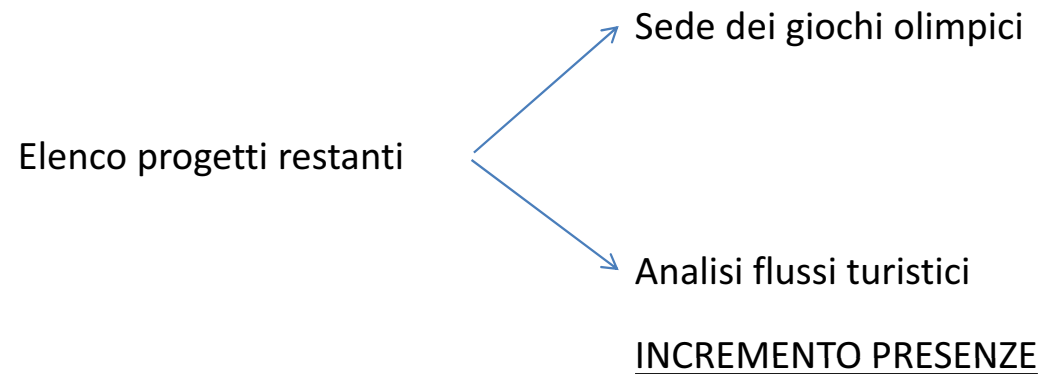 Sede dei giochi olimpici
Elenco progetti restanti
Analisi flussi turistici
INCREMENTO PRESENZE